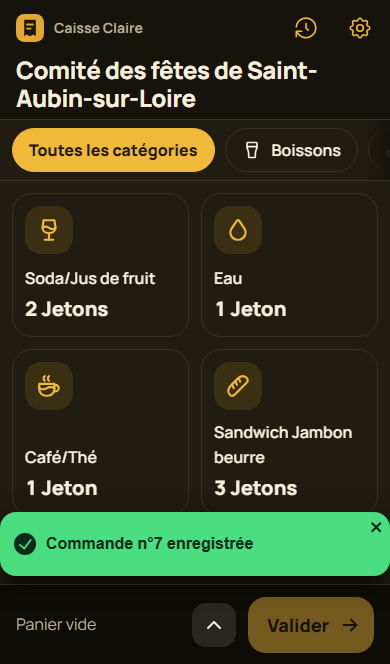 Caisse Claire
Comité des fêtes de Saint-
Aubin-sur-Loire
Toutes les catégories
Boissons
Soda/Jus de fruit
2 Jetons
Eau
1 Jeton
Café/Thé
1 Jeton
Sandwich Jambon
beurre
3 Jetons
Commande n°7 enregistrée
Panier vide
Valider